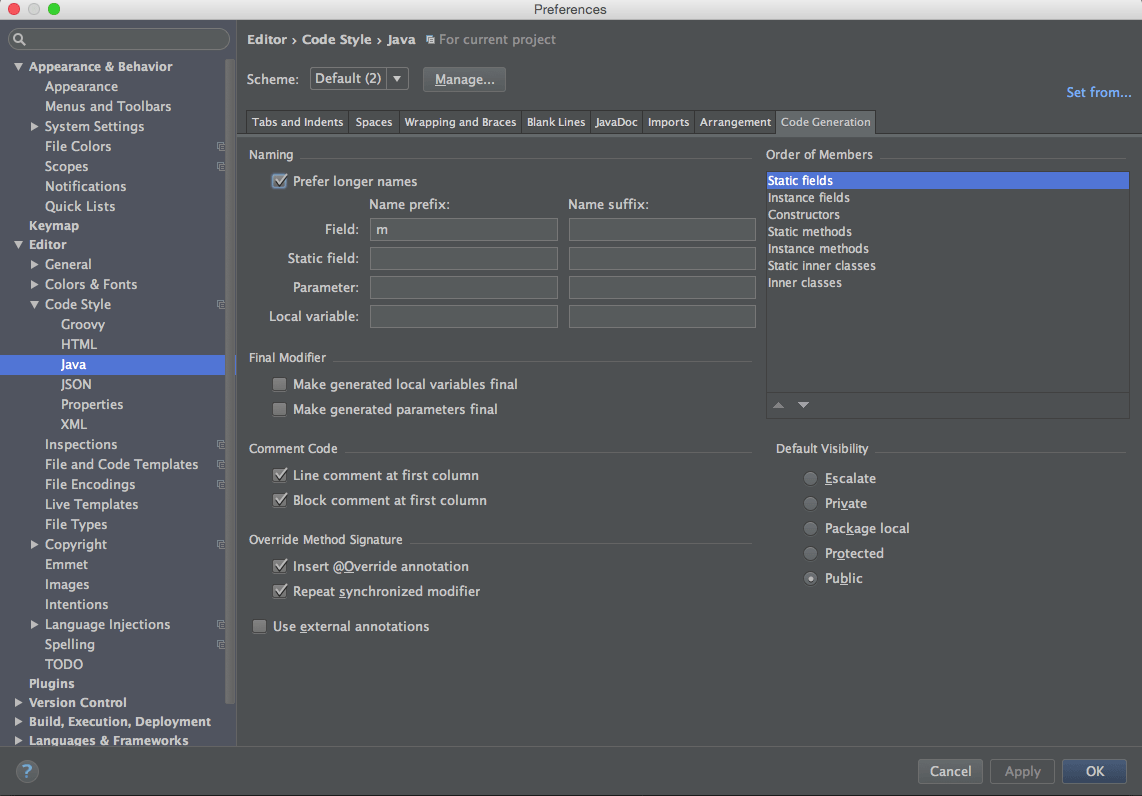 Preferences
Appearance & Behavior
Appearance
Menus and Toolbars
System Settings
File Colors
Scopes
Notifications
Quick Lists
Keymap
Editor
General
Colors & Fonts
Code Style
Groovy
HTML
Java
JSON
Properties
XML
Inspections
File and Code Templates
File Encodings
Live Templates
File Types
Copyright
Emmet
Images
Intentions
Language Injections
Spelling
TODO
Plugins
Version Control
Build, Execution, Deployment
Languages & Frameworks
Editor › Code Style › Java For current project
Scheme: Default (2) Manage...
Set from...
Tabs and Indents Spaces Wrapping and Braces Blank Lines JavaDoc Imports Arrangement Code Generation
Naming
Prefer longer names
Name prefix: Name suffix:
Field: m
Static field:
Parameter:
Local variable:
Final Modifier
Make generated local variables final
Make generated parameters final
Comment Code
Line comment at first column
Block comment at first column
Override Method Signature
Insert @Override annotation
Repeat synchronized modifier
Use external annotations
Order of Members
Static fields
Instance fields
Constructors
Static methods
Instance methods
Static inner classes
Inner classes
Default Visibility
Escalate
Private
Package local
Protected
Public
?
Cancel Apply OK